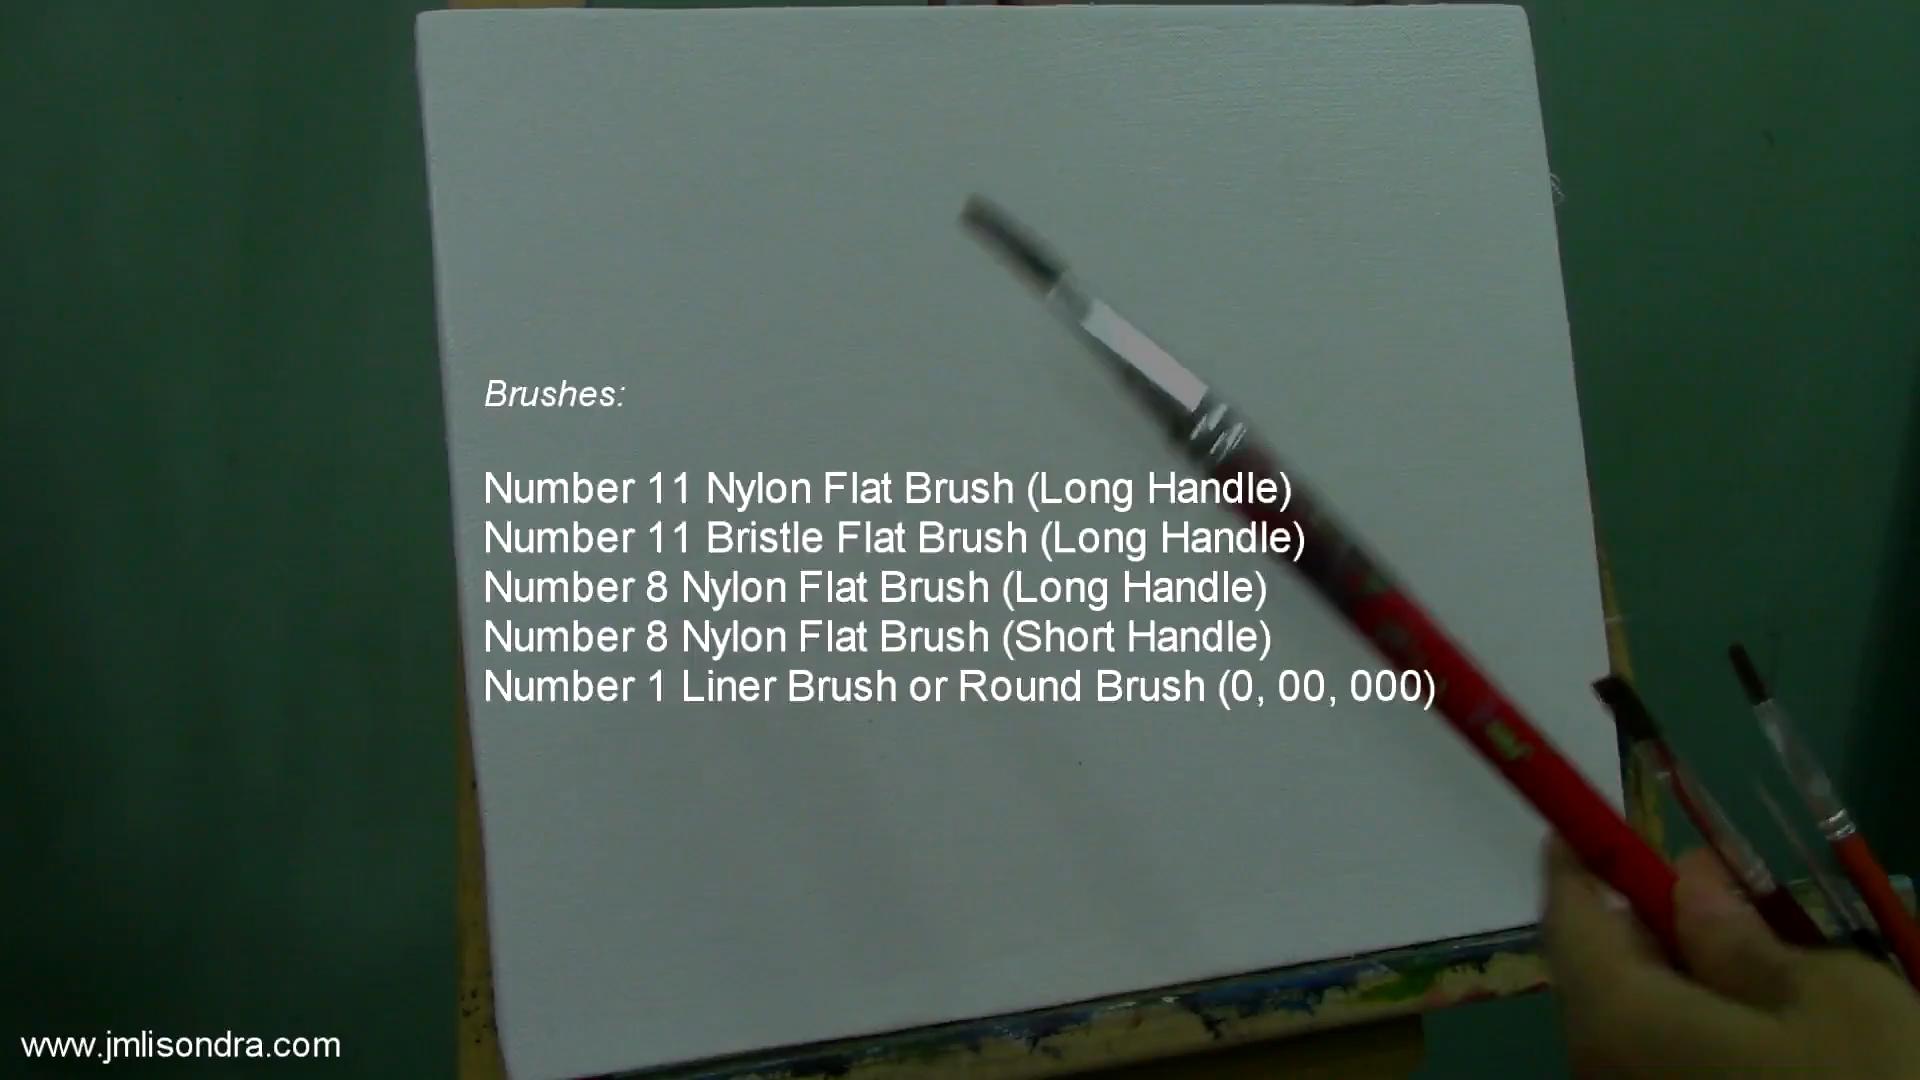 Brushes:
Number 11 Nylon Flat Brush (Long Handle)
Number 11 Bristle Flat Brush (Long Handle)
Number 8 Nylon Flat Brush (Long Handle)
Number 8 Nylon Flat Brush (Short Handle)
Number 1 Liner Brush or Round Brush (0, 00, 000)
www.jmlisondra.com